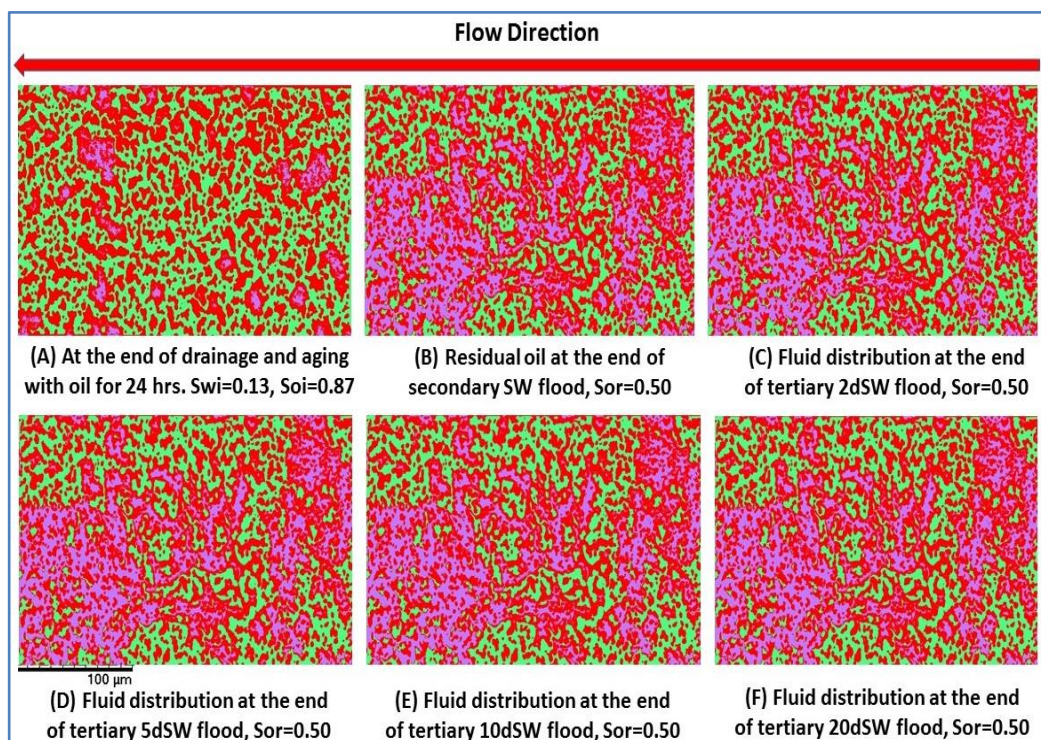 Flow Direction
(A) At the end of drainage and aging
with oil for 24 hrs. Swi=0.13, Soi=0.87
(B) Residual oil at the end of
secondary SW flood, Sor=0.50
(C) Fluid distribution at the end
of tertiary 2dSW flood, Sor=0.50
100 µm
(D) Fluid distribution at the end
of tertiary 5dSW flood, Sor=0.50
(E) Fluid distribution at the end
of tertiary 10dSW flood, Sor=0.50
(F) Fluid distribution at the end
of tertiary 20dSW flood, Sor=0.50